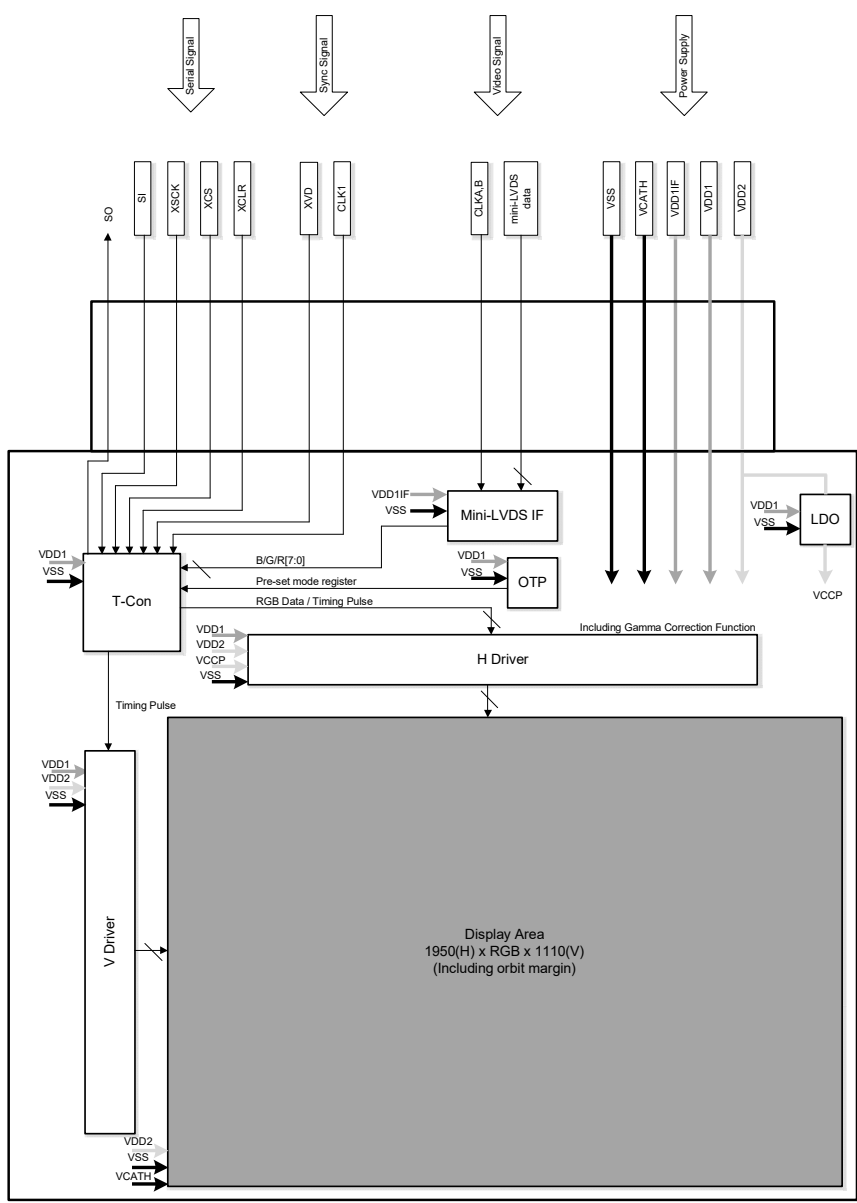 Serial Signal
Sync Signal
Video Signal
Power Supply
SO
SI
XSCK
XCS
XCLR
XVD
CLK1
CLKA,B
mini-LVDS
data
VSS
VCATH
VDD1IF
VDD1
VDD2
VDD1IF
VSS
Mini-LVDS IF
VDD1
VSS
LDO
VCCP
VDD1
VSS
T-Con
B/G/R[7:0]
Pre-set mode register
RGB Data / Timing Pulse
VDD1
VSS
OTP
Including Gamma Correction Function
VDD1
VDD2
VCCP
VSS
H Driver
Timing Pulse
VDD1
VDD2
VSS
V Driver
Display Area
1950(H) x RGB x 1110(V)
(Including orbit margin)
VDD2
VSS
VCATH